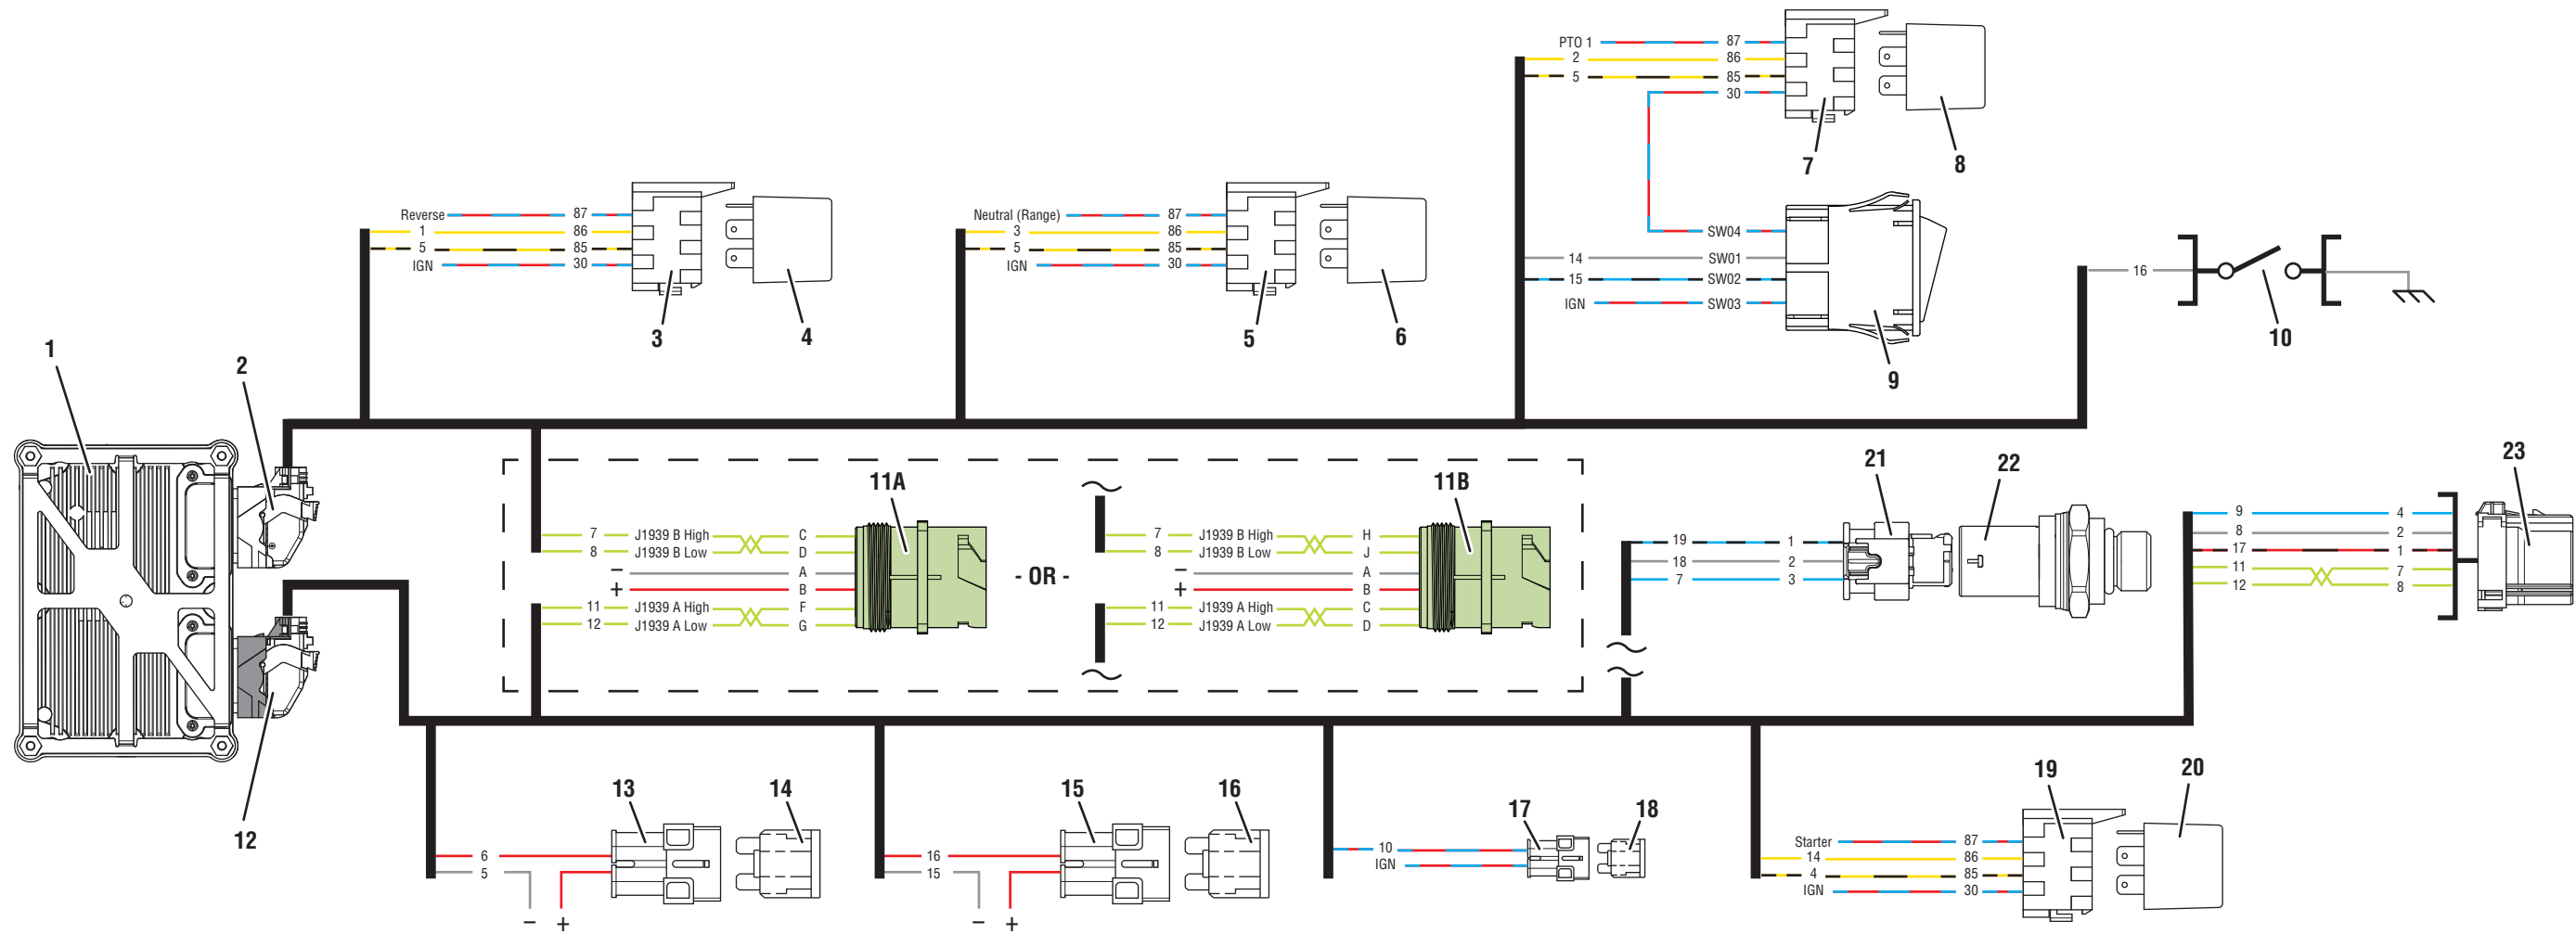 PTO 1 87
2 86
5 85
30
7
8
Reverse 87
1 86
5 85
IGN 30
3
4
Neutral (Range) 87
3 86
5 85
IGN 30
5
6
SW04
14 SW01
15 SW02
IGN SW03
9
16
10
1
2
12
11A
7 J1939 B High C
8 J1939 B Low D
− A
+ B
11 J1939 A High F
12 J1939 A Low G
- OR -
11B
7 J1939 B High H
8 J1939 B Low J
− A
+ B
11 J1939 A High C
12 J1939 A Low D
21
22
19 1
18 2
7 3
23
9 4
8 2
17 1
11 7
12 8
13
14
6
5
− +
15
16
16
15
− +
17
18
10
IGN
19
20
Starter 87
14 86
4 85
IGN 30